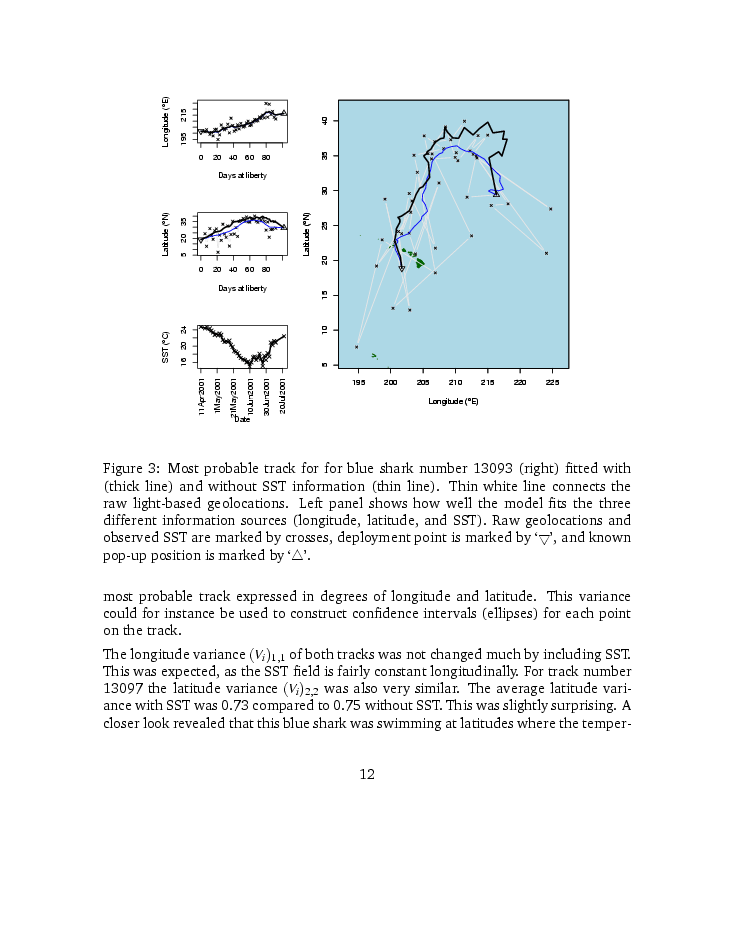 Longitude (°E)
195 215
0 20 40 60 80
Days at liberty
Latitude (°N)
5 20 35
0 20 40 60 80
Days at liberty
SST (°C)
16 20 24
11Apr2001
1May2001
21May2001
10Jun2001
30Jun2001
20Jul2001
Date
Latitude (°N)
5 10 15 20 25 30 35 40
195 200 205 210 215 220 225
Longitude (°E)
Figure 3: Most probable track for for blue shark number 13093 (right) fitted with
(thick line) and without SST information (thin line). Thin white line connects the
raw light-based geolocations. Left panel shows how well the model fits the three
different information sources (longitude, latitude, and SST). Raw geolocations and
observed SST are marked by crosses, deployment point is marked by ‘▽’, and known
pop-up position is marked by ‘△’.
most probable track expressed in degrees of longitude and latitude. This variance
could for instance be used to construct confidence intervals (ellipses) for each point
on the track.
The longitude variance (Vi)1,1 of both tracks was not changed much by including SST.
This was expected, as the SST field is fairly constant longitudinally. For track number
13097 the latitude variance (Vi)2,2 was also very similar. The average latitude vari-
ance with SST was 0.73 compared to 0.75 without SST. This was slightly surprising. A
closer look revealed that this blue shark was swimming at latitudes where the temper-
12